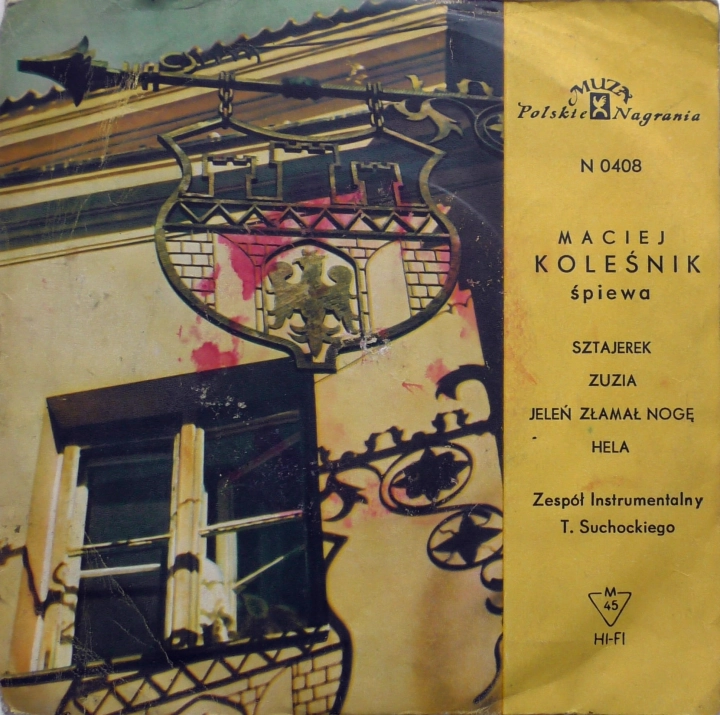 MUZA
Polskie Nagrania
N 0408
MACIEJ
KOLEŚNIK
śpiewa
SZTAJEREK
ZUZIA
JELEŃ ZŁAMAŁ NOGĘ
HELA
Zespół Instrumentalny
T. Suchockiego
M
45
HI-FI